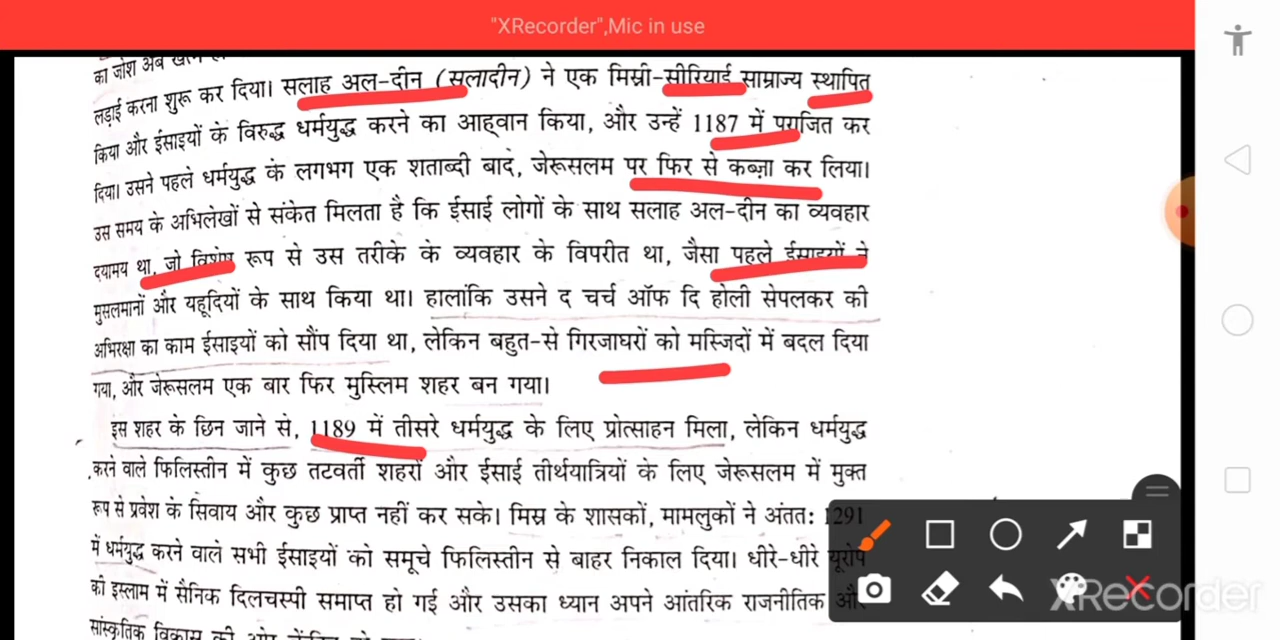 "XRecorder",Mic in use
का जोश अब खत्म
लड़ाई करना शुरू कर दिया। सलाह अल-दीन (सलादीन) ने एक मिस्री-सीरियाई साम्राज्य स्थापित
किया और ईसाइयों के विरुद्ध धर्मयुद्ध करने का आह्वान किया, और उन्हें 1187 में पराजित कर
दिया। उसने पहले धर्मयुद्ध के लगभग एक शताब्दी बाद, जेरूसलम पर फिर से कब्ज़ा कर लिया।
उस समय के अभिलेखों से संकेत मिलता है कि ईसाई लोगों के साथ सलाह अल-दीन का व्यवहार
दयामय था, जो विशेष रूप से उस तरीके के व्यवहार के विपरीत था, जैसा पहले ईसाइयों ने
मुसलमानों और यहूदियों के साथ किया था। हालांकि उसने द चर्च ऑफ दि होली सेपलकर की
अभिरक्षा का काम ईसाइयों को सौंप दिया था, लेकिन बहुत-से गिरजाघरों को मस्जिदों में बदल दिया
गया, और जेरूसलम एक बार फिर मुस्लिम शहर बन गया।
इस शहर के छिन जाने से, 1189 में तीसरे धर्मयुद्ध के लिए प्रोत्साहन मिला, लेकिन धर्मयुद्ध
करने वाले फिलिस्तीन में कुछ तटवर्ती शहरों और ईसाई तीर्थयात्रियों के लिए जेरूसलम में मुक्त
रूप से प्रवेश के सिवाय और कुछ प्राप्त नहीं कर सके। मिस्र के शासकों, मामलुकों ने अंततः 1291
में धर्मयुद्ध करने वाले सभी ईसाइयों को समूचे फिलिस्तीन से बाहर निकाल दिया। धीरे-धीरे यूरोप
की इस्लाम में सैनिक दिलचस्पी समाप्त हो गई और उसका ध्यान अपने आंतरिक राजनीतिक और
सांस्कृतिक विकास की ओर
XRecorder